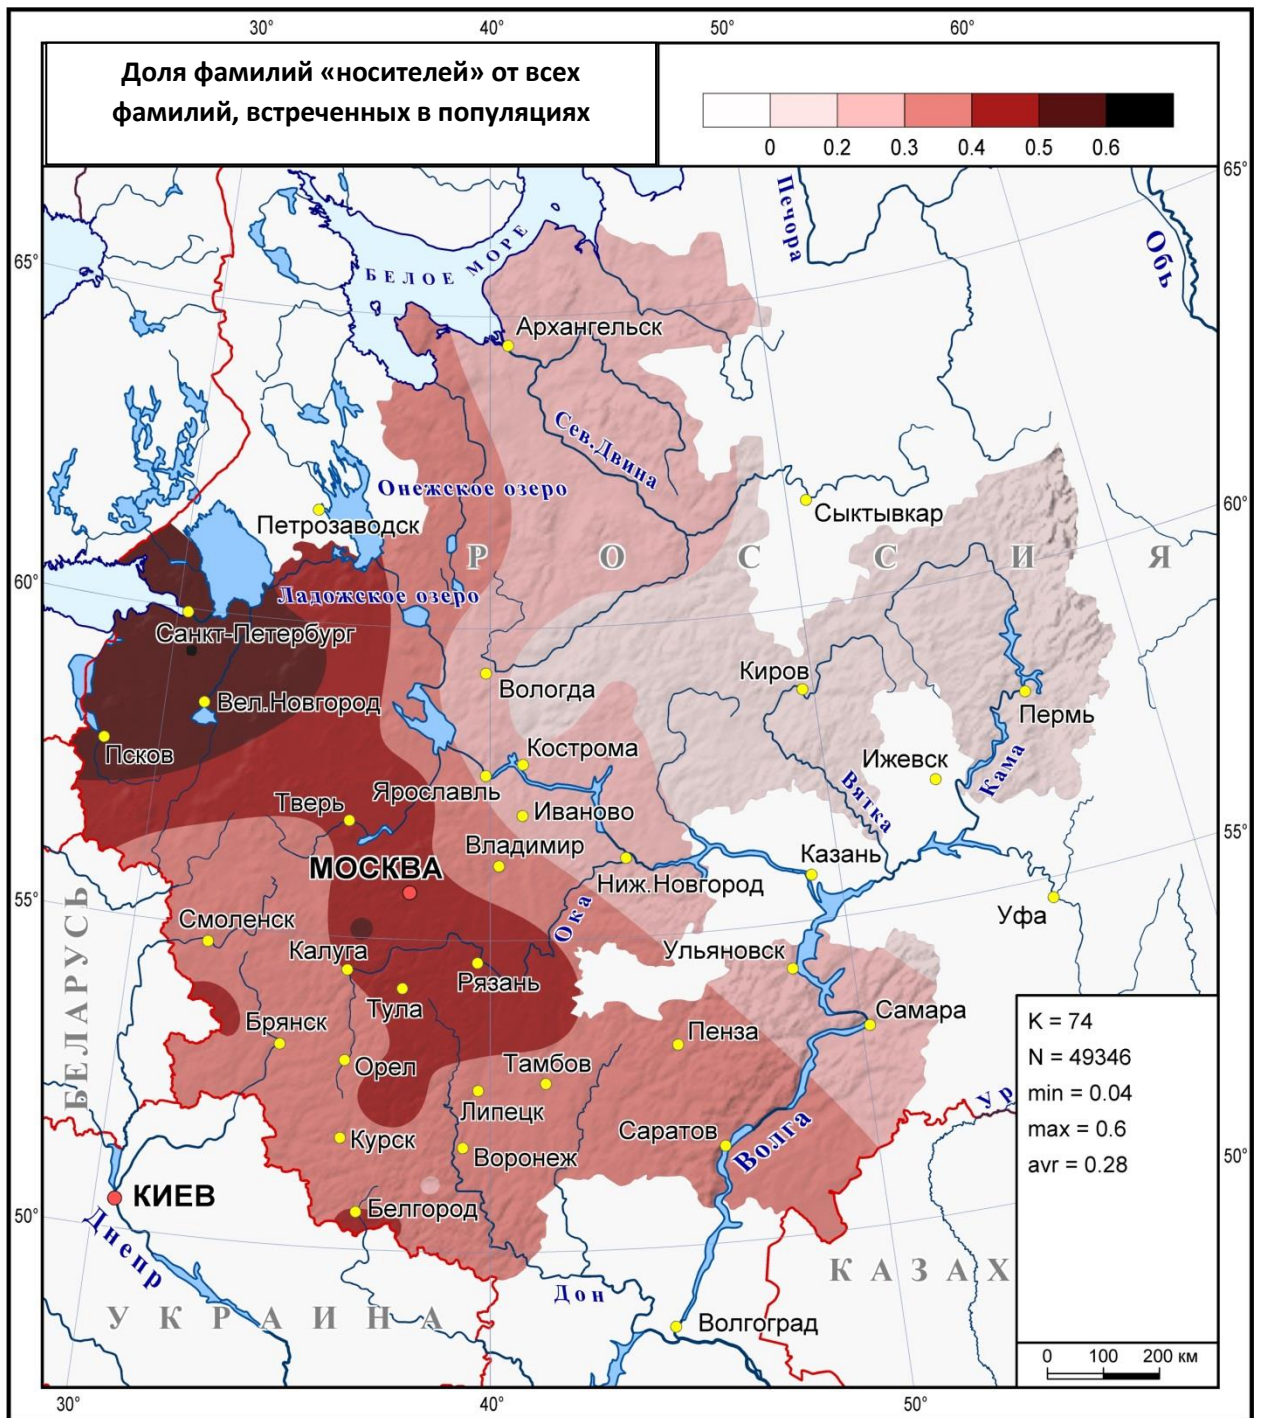 30°
40°
50°
60°
Доля фамилий «носителей» от всех
фамилий, встреченных в популяциях
0
0.2
0.3
0.4
0.5
0.6
65°
Печора
Обь
65°
БЕЛОЕ МОРЕ
Архангельск
Сев.Двина
Онежское озеро
Петрозаводск
Сыктывкар
60°
РОССИЯ
60°
Ладожское озеро
Санкт-Петербург
Вел.Новгород
Вологда
Киров
Пермь
Псков
Кострома
Ижевск
Кама
Ярославль
Вятка
Тверь
Иваново
55°
Владимир
МОСКВА
Казань
Ниж.Новгород
55°
Уфа
Смоленск
Ока
Калуга
Ульяновск
БЕЛАРУСЬ
Рязань
Тула
Самара
Брянск
Пенза
Орел
Тамбов
Липецк
Курск
Саратов
Волга
Воронеж
Ур
50°
КИЕВ
Белгород
50°
Днепр
КАЗАХ
Дон
УКРАИНА
Волгоград
K = 74
N = 49346
min = 0.04
max = 0.6
avr = 0.28
0 100 200 км
30°
40°
50°